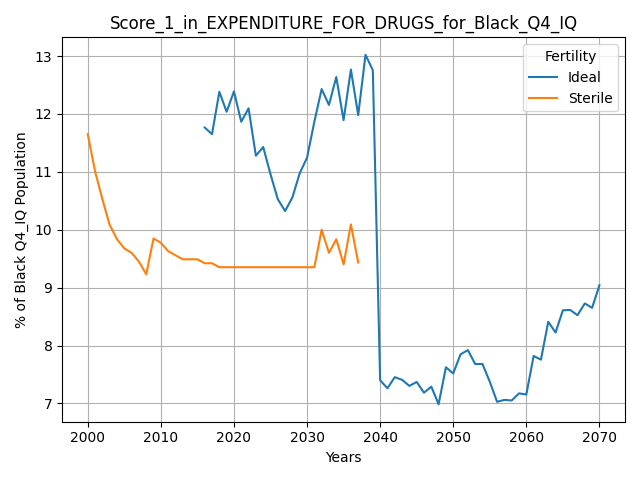 Score_1_in_EXPENDITURE_FOR_DRUGS_for_Black_Q4_IQ
Fertility
Ideal
Sterile
% of Black Q4_IQ Population
13
12
11
10
9
8
7
2000 2010 2020 2030 2040 2050 2060 2070
Years